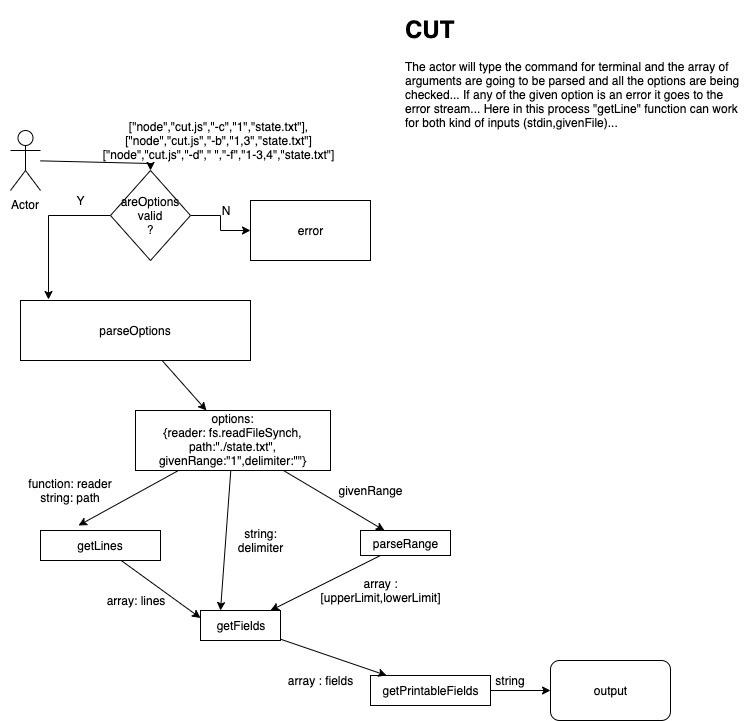 CUT
The actor will type the command for terminal and the array of
arguments are going to be parsed and all the options are being
checked... If any of the given option is an error it goes to the
error stream... Here in this process "getLine" function can work
for both kind of inputs (stdin,givenFile)...
["node","cut.js","-c","1","state.txt"],
["node","cut.js","-b","1,3","state.txt"]
["node","cut.js","-d"," ","-f","1-3,4","state.txt"]
Actor
Y
areOptions
valid
?
N
error
parseOptions
options:
{reader: fs.readFileSynch,
path:"./state.txt",
givenRange:"1",delimiter:""}
function: reader
string: path
givenRange
string:
delimiter
getLines
parseRange
array: lines
array :
[upperLimit,lowerLimit]
getFields
array : fields
getPrintableFields
string
output